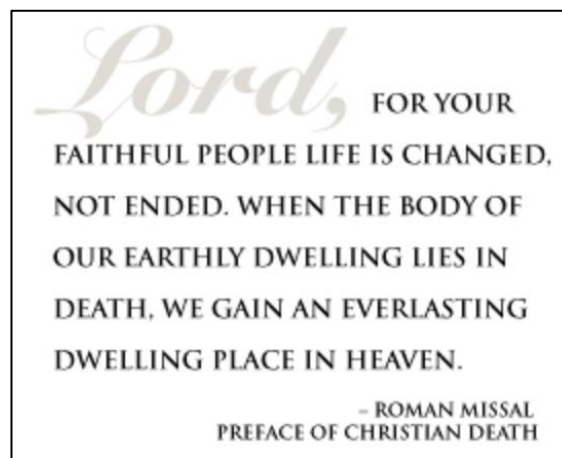 Lord, FOR YOUR
FAITHFUL PEOPLE LIFE IS CHANGED,
NOT ENDED. WHEN THE BODY OF
OUR EARTHLY DWELLING LIES IN
DEATH, WE GAIN AN EVERLASTING
DWELLING PLACE IN HEAVEN.
– ROMAN MISSAL
PREFACE OF CHRISTIAN DEATH